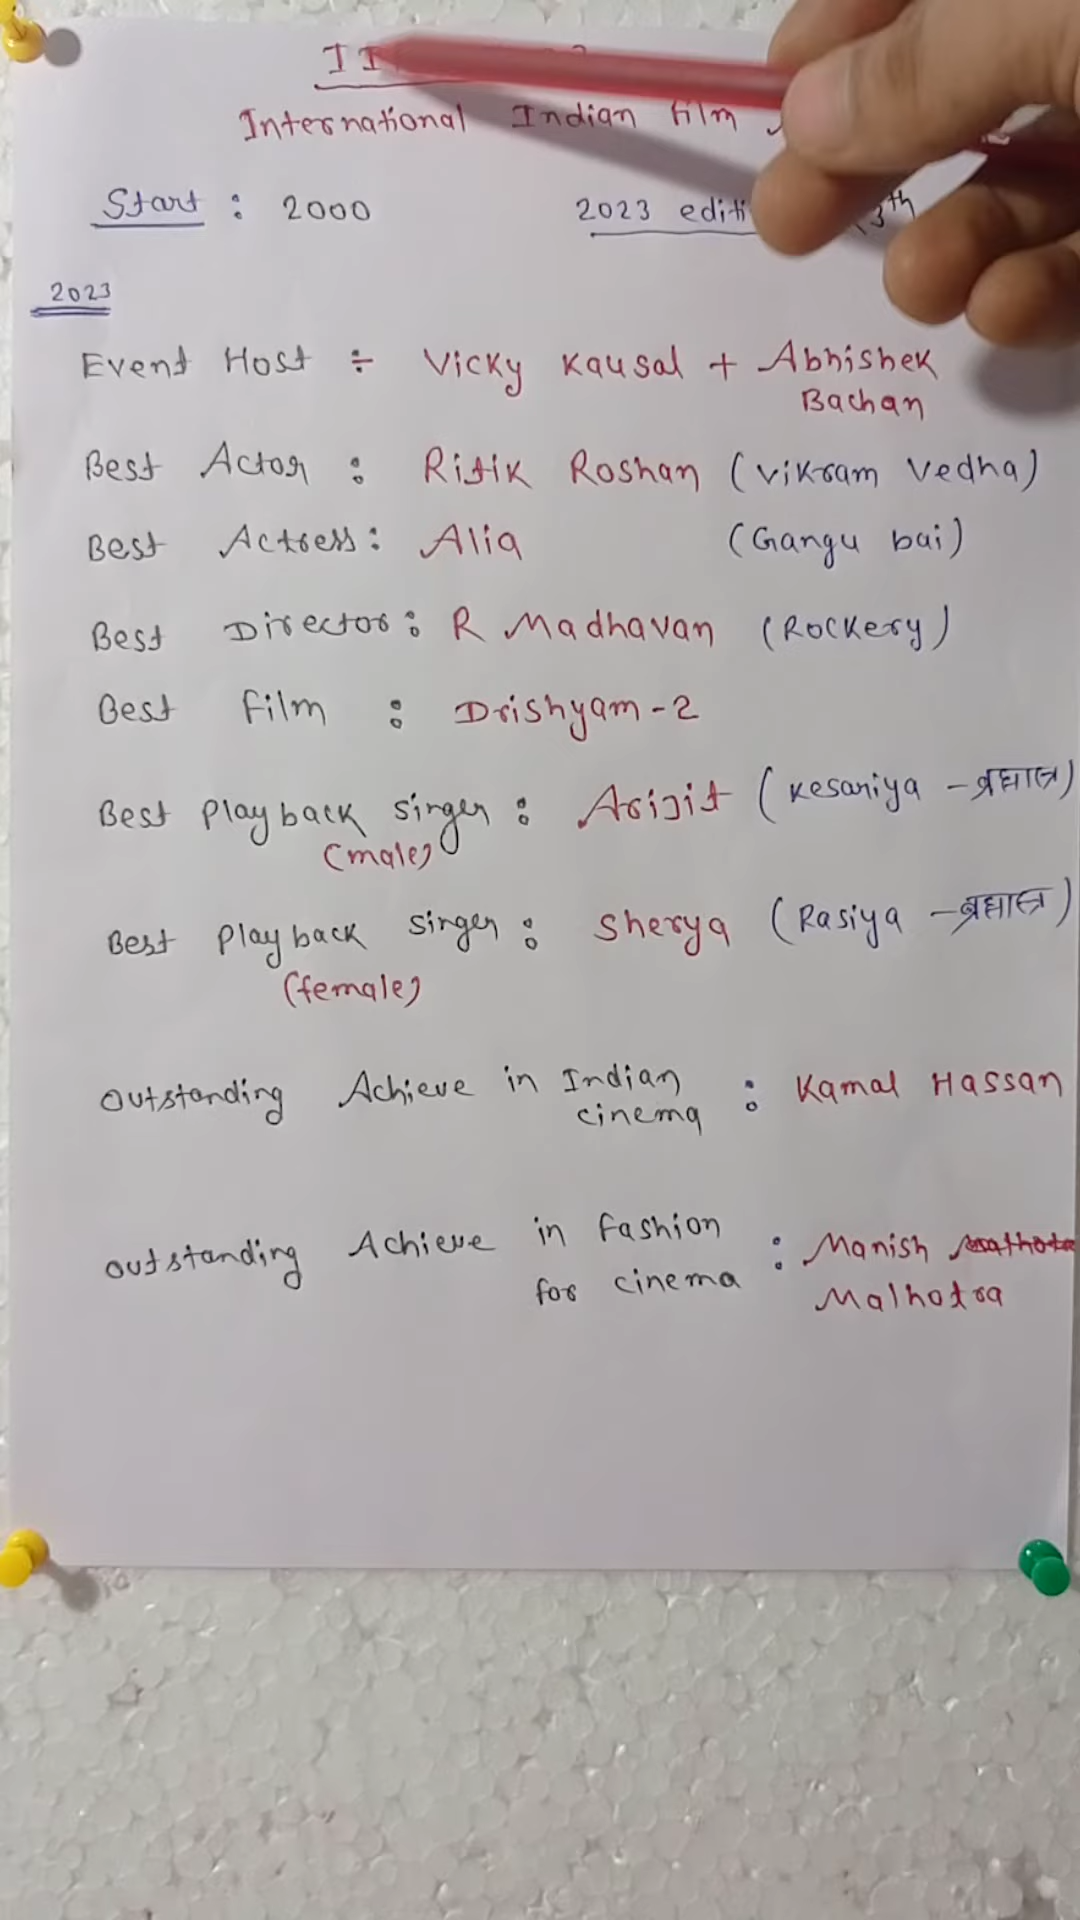 International Indian film
Start : 2000 2023 3th
2023
Event Host ÷ Vicky Kausal + Abhishek
Bachan
Best Actor : Ritik Roshan (Vikram Vedha)
Best Actress : Alia (Gangu bai)
Best Director : R Madhavan (Rockery)
Best film : Drishyam-2
Best Playback Singer : Arijit (Kesariya - ब्रह्मास्त्र)
(male)
Best Playback Singer : Sherya (Rasiya - ब्रह्मास्त्र)
(female)
Outstanding Achieve in Indian : Kamal Hassan
cinema
Outstanding Achieve in fashion : Manish
for cinema Malhotra